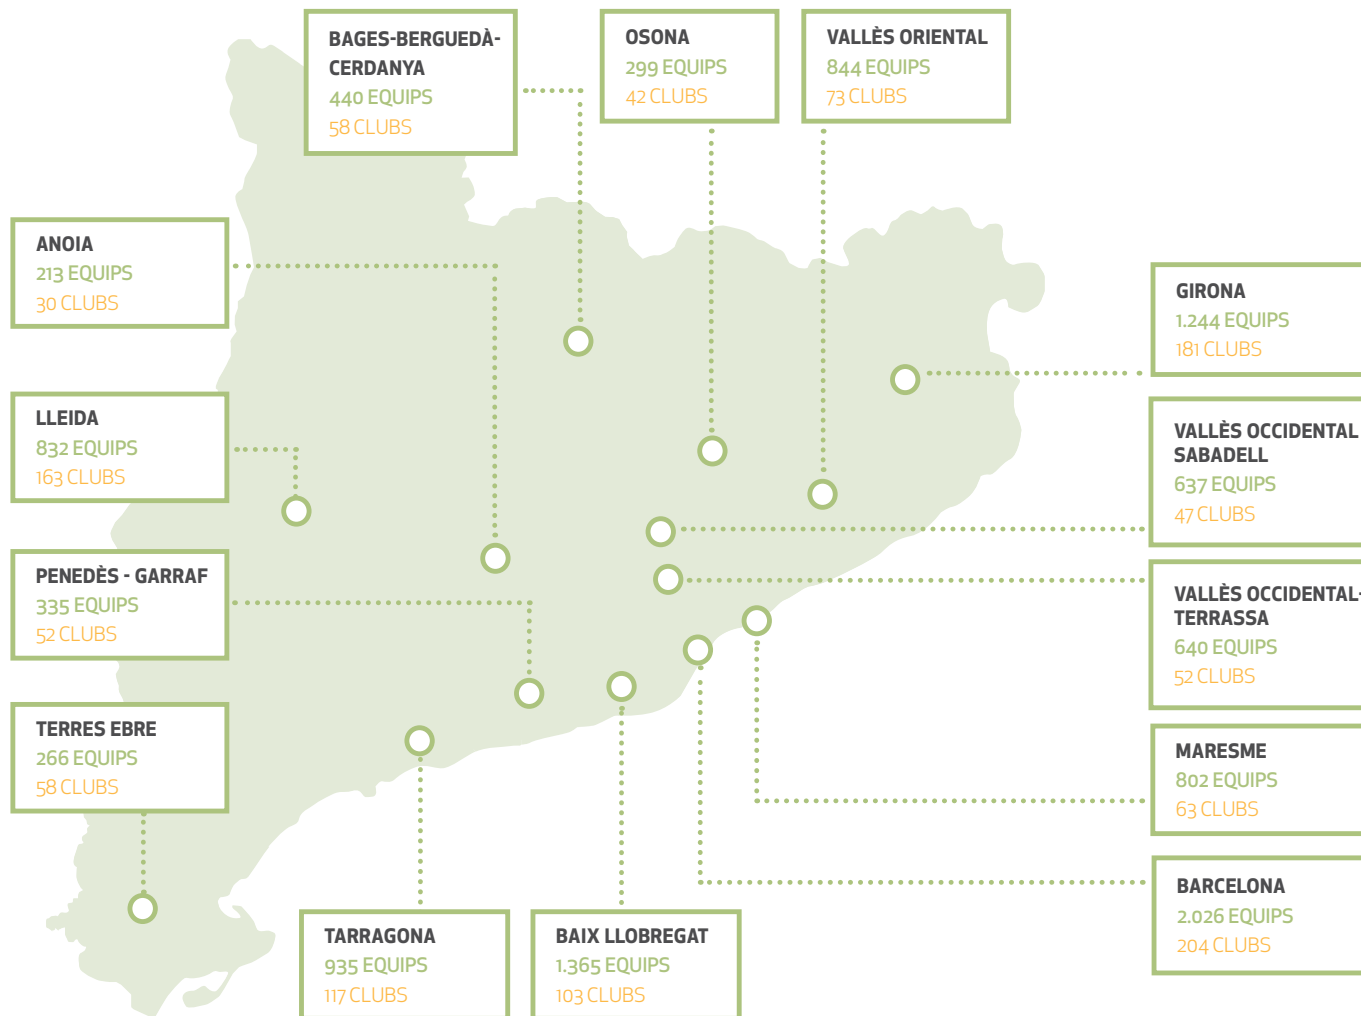 BAGES-BERGUEDÀ-
CERDANYA
440 EQUIPS
58 CLUBS
OSONA
299 EQUIPS
42 CLUBS
VALLÈS ORIENTAL
844 EQUIPS
73 CLUBS
ANOIA
213 EQUIPS
30 CLUBS
GIRONA
1.244 EQUIPS
181 CLUBS
LLEIDA
832 EQUIPS
163 CLUBS
VALLÈS OCCIDENTAL
SABADELL
637 EQUIPS
47 CLUBS
PENEDÈS - GARRAF
335 EQUIPS
52 CLUBS
VALLÈS OCCIDENTAL-
TERRASSA
640 EQUIPS
52 CLUBS
TERRES EBRE
266 EQUIPS
58 CLUBS
MARESME
802 EQUIPS
63 CLUBS
BARCELONA
2.026 EQUIPS
204 CLUBS
TARRAGONA
935 EQUIPS
117 CLUBS
BAIX LLOBREGAT
1.365 EQUIPS
103 CLUBS